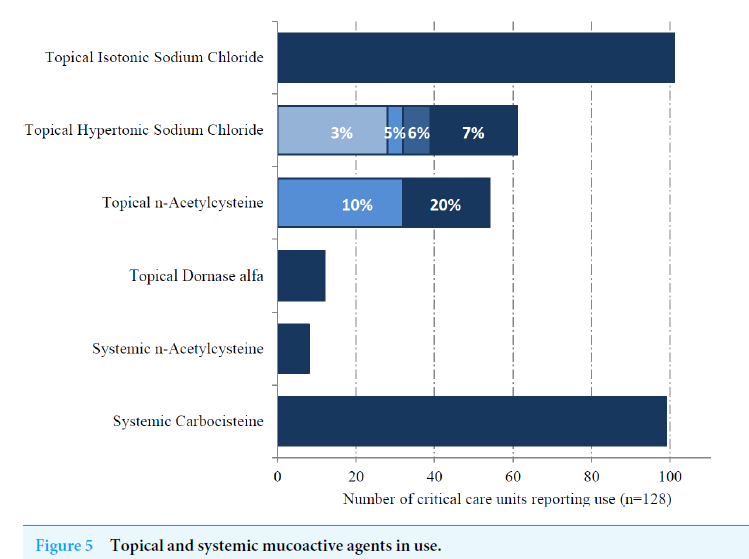 Topical Isotonic Sodium Chloride
Topical Hypertonic Sodium Chloride
3% 5% 6% 7%
Topical n-Acetylcysteine
10% 20%
Topical Dornase alfa
Systemic n-Acetylcysteine
Systemic Carbocisteine
0 20 40 60 80 100
Number of critical care units reporting use (n=128)
Figure 5 Topical and systemic mucoactive agents in use.